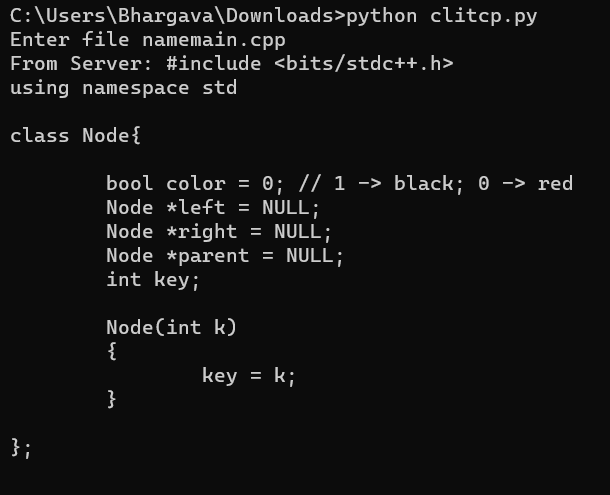 C:\Users\Bhargava\Downloads>python clitcp.py
Enter file namemain.cpp
From Server: #include <bits/stdc++.h>
using namespace std

class Node{

        bool color = 0; // 1 -> black; 0 -> red
        Node *left = NULL;
        Node *right = NULL;
        Node *parent = NULL;
        int key;

        Node(int k)
        {
                key = k;
        }

};